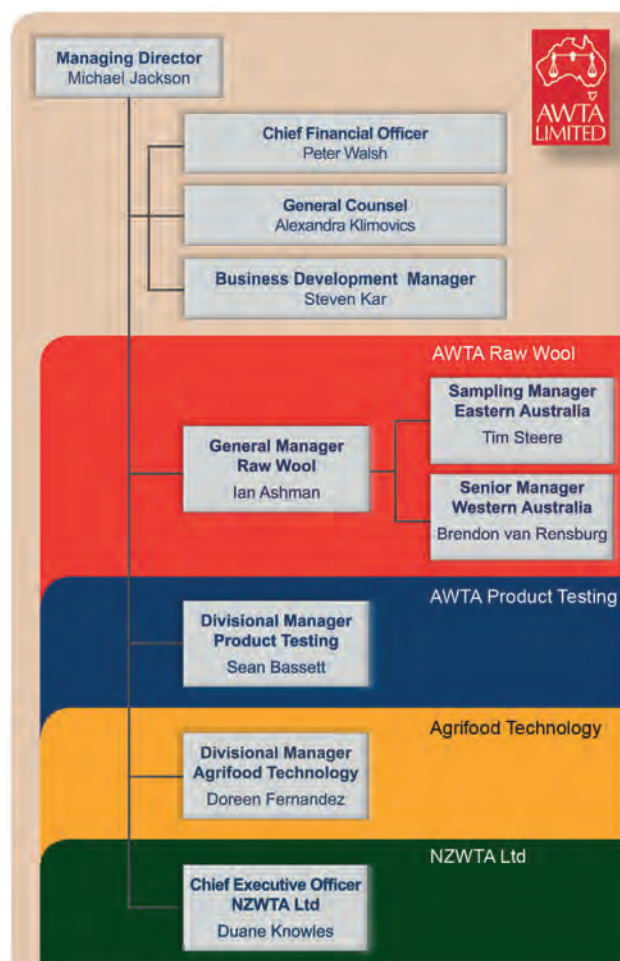 Managing Director
Michael Jackson
AWTA
LIMITED
Chief Financial Officer
Peter Walsh
General Counsel
Alexandra Klimovics
Business Development Manager
Steven Kar
AWTA Raw Wool
General Manager
Raw Wool
Ian Ashman
Sampling Manager
Eastern Australia
Tim Steere
Senior Manager
Western Australia
Brendon van Rensburg
AWTA Product Testing
Divisional Manager
Product Testing
Sean Bassett
Agrifood Technology
Divisional Manager
Agrifood Technology
Doreen Fernandez
NZWTA Ltd
Chief Executive Officer
NZWTA Ltd
Duane Knowles